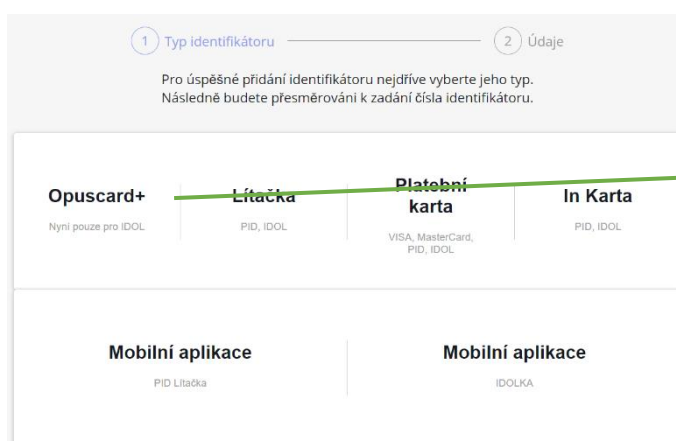 1 Typ identifikátoru 2 Údaje
Pro úspěšné přidání identifikátoru nejdříve vyberte jeho typ.
Následně budete přesměrováni k zadání čísla identifikátoru.
Opuscard+
Nyní pouze pro IDOL
Lítačka
PID, IDOL
Platební
karta
VISA, MasterCard,
PID, IDOL
In Karta
PID, IDOL
Mobilní aplikace
PID Lítačka
Mobilní aplikace
IDOLKA